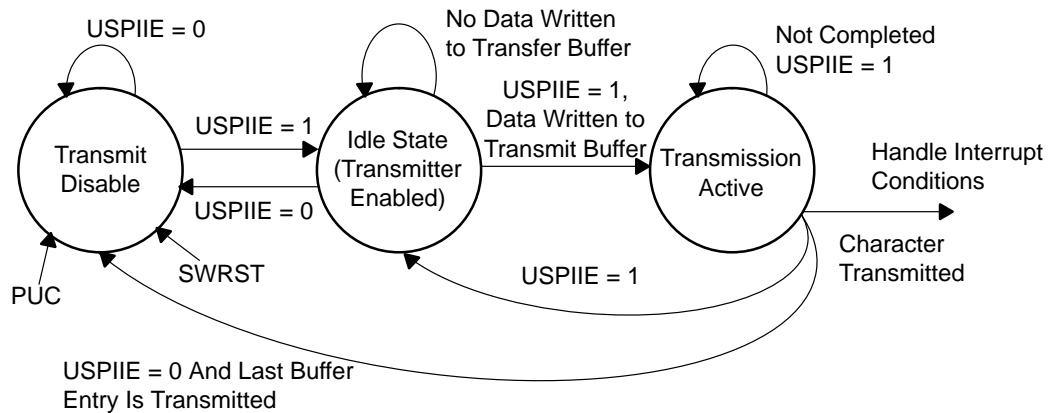 USPIIE = 0
No Data Written
to Transfer Buffer
Not Completed
USPIIE = 1
USPIIE = 1,
Data Written to
Transmit Buffer
USPIIE = 1
Transmit
Disable
Idle State
(Transmitter
Enabled)
Transmission
Active
Handle Interrupt
Conditions
USPIIE = 0
SWRST
PUC
USPIIE = 1
Character
Transmitted
USPIIE = 0 And Last Buffer
Entry Is Transmitted